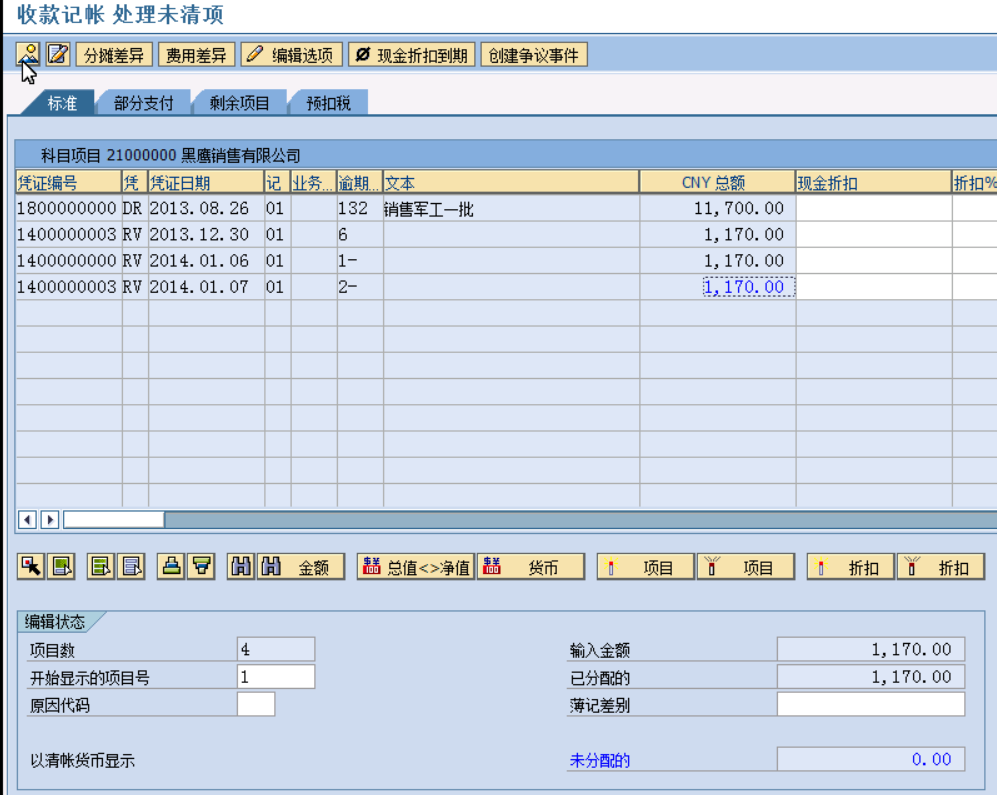 收款记帐 处理未清项
分摊差异 费用差异 编辑选项 现金折扣到期 创建争议事件
标准 部分支付 剩余项目 预扣税
科目项目 21000000 黑鹰销售有限公司
凭证编号 凭 凭证日期 记 业务... 逾期... 文本 CNY 总额 现金折扣 折扣%
1800000000 DR 2013.08.26 01 132 销售军工一批 11,700.00
1400000003 RV 2013.12.30 01 6 1,170.00
1400000000 RV 2014.01.06 01 1- 1,170.00
1400000003 RV 2014.01.07 01 2- 1,170.00
金额 总值<>净值 货币 项目 项目 折扣 折扣
编辑状态
项目数 4 输入金额 1,170.00
开始显示的项目号 1 已分配的 1,170.00
原因代码 薄记差别
以清帐货币显示 未分配的 0.00